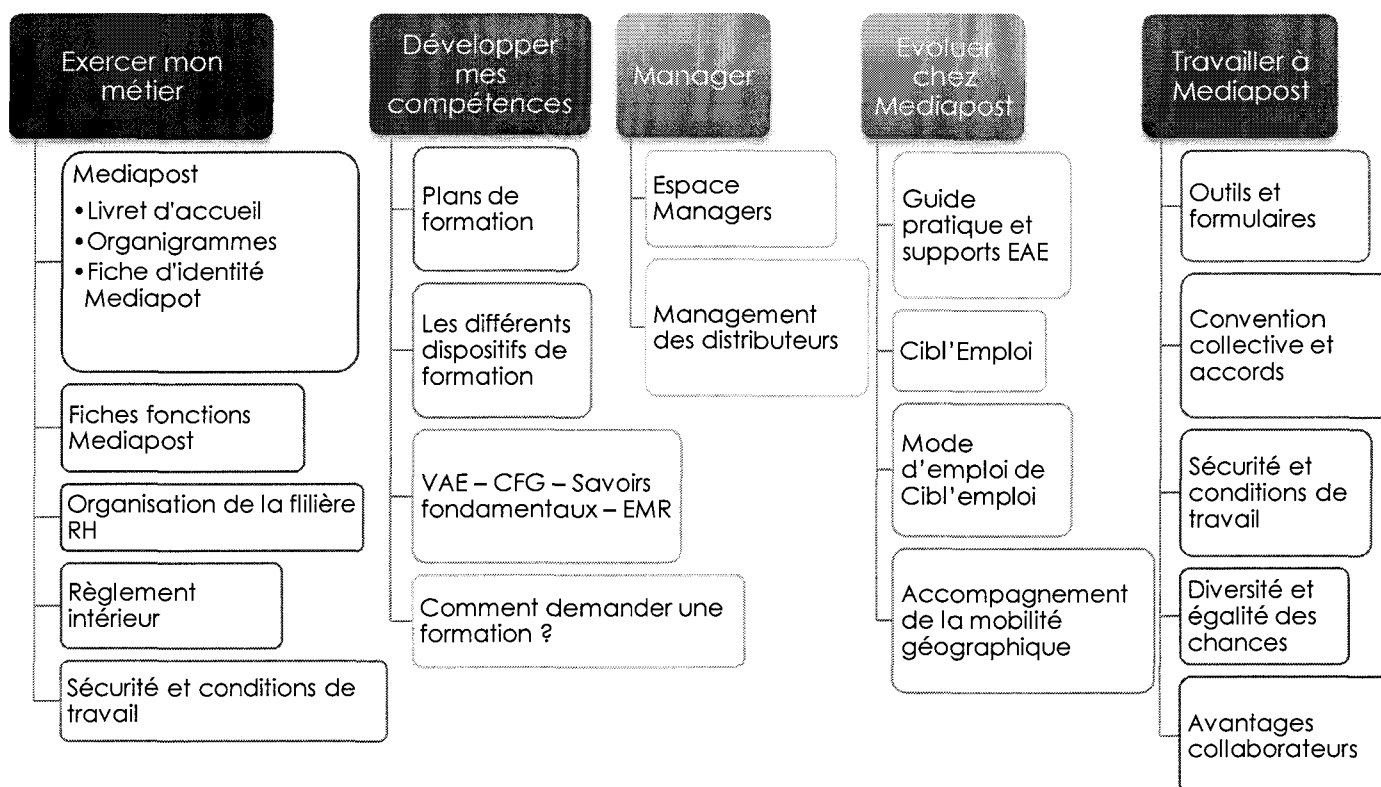 Exercer mon
métier
Mediapost
•Livret d'accueil
•Organigrammes
•Fiche d'identité
Mediapot
Fiches fonctions
Mediapost
Organisation de la flilière
RH
Règlement
intérieur
Sécurité et conditions de
travail
Développer
mes
compétences
Plans de
formation
Les différents
dispositifs de
formation
VAE – CFG – Savoirs
fondamentaux – EMR
Comment demander une
formation ?
Manager
Espace
Managers
Management
des distributeurs
Evoluer
chez
Mediapost
Guide
pratique et
supports EAE
Cibl'Emploi
Mode
d'emploi de
Cibl'emploi
Accompagnement
de la mobilité
géographique
Travailler à
Mediapost
Outils et
formulaires
Convention
collective et
accords
Sécurité et
conditions de
travail
Diversité et
égalité des
chances
Avantages
collaborateurs